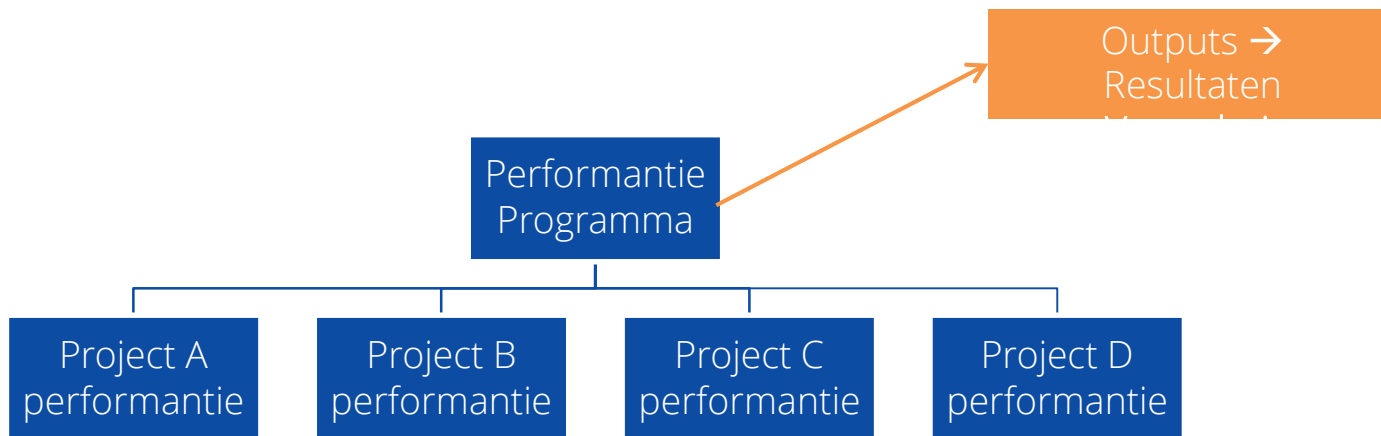 Outputs →
Resultaten
Performantie
Programma
Project A
performantie
Project B
performantie
Project C
performantie
Project D
performantie